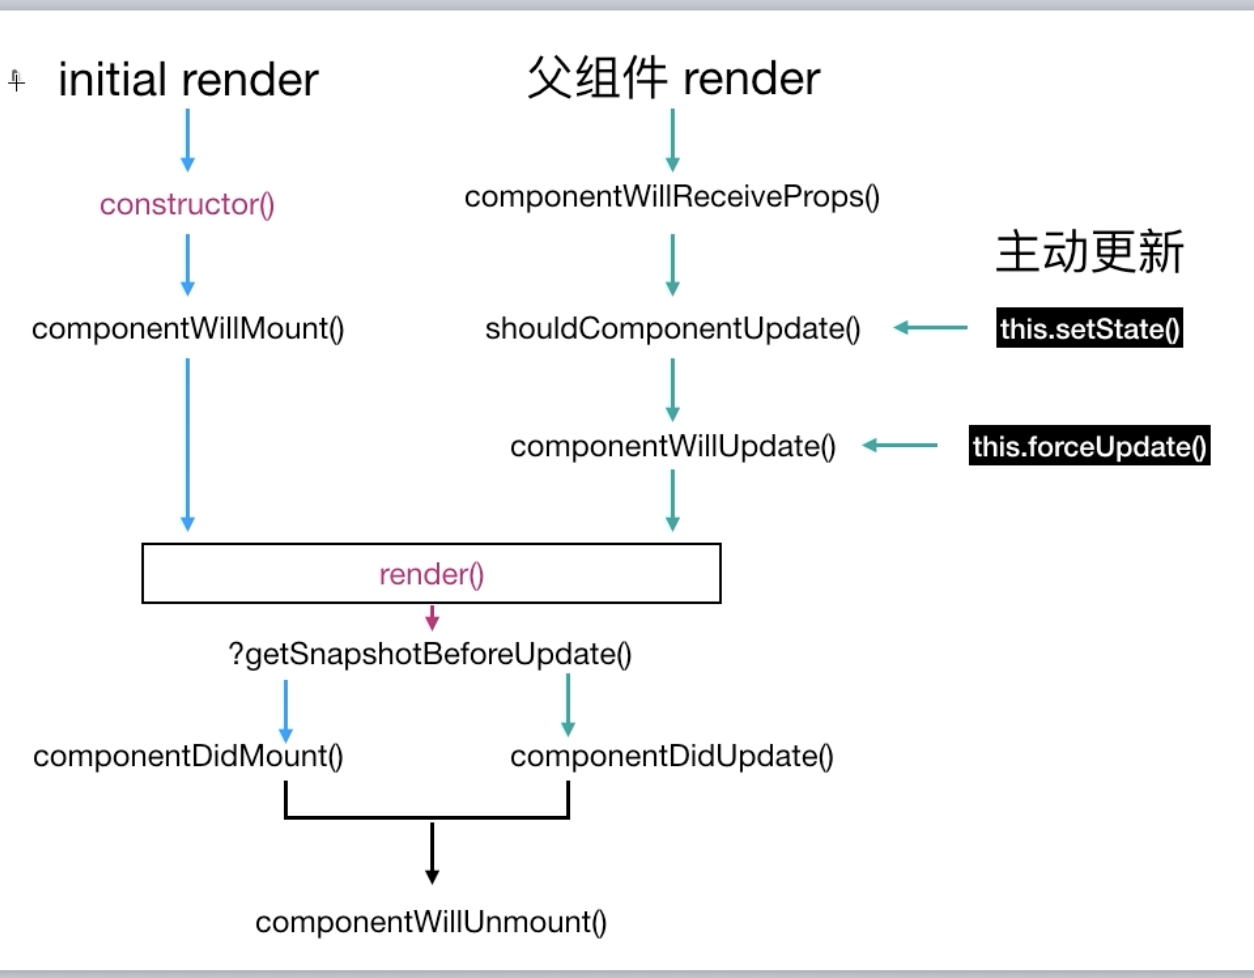 initial render
父组件 render
constructor()
componentWillReceiveProps()
主动更新
componentWillMount()
shouldComponentUpdate()
this.setState()
componentWillUpdate()
this.forceUpdate()
render()
?getSnapshotBeforeUpdate()
componentDidMount()
componentDidUpdate()
componentWillUnmount()